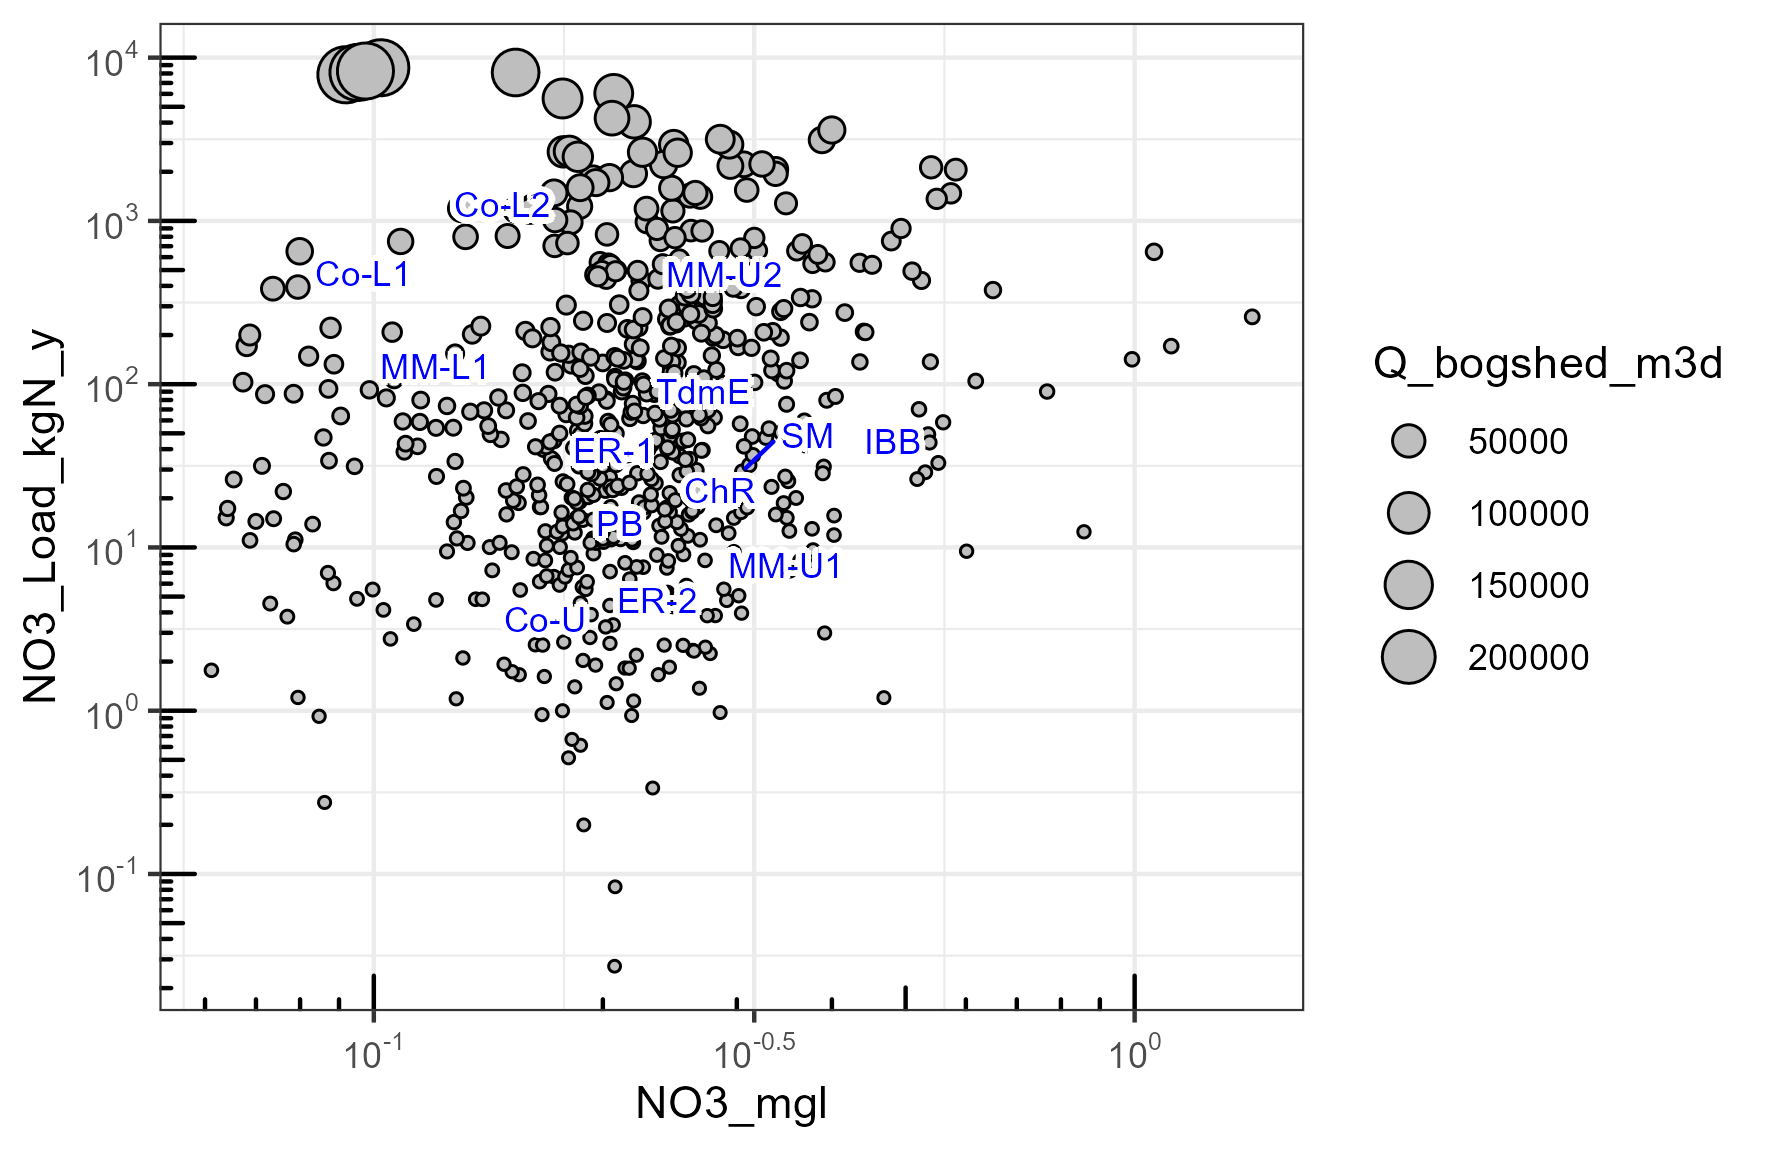 10^4
10^3
10^2
10^1
10^0
10^-1
NO3_Load_kgN_y
Co-L2
Co-L1
MM-U2
MM-L1
TdmE
SM
IBB
ER-1
ChR
PB
MM-U1
ER-2
Co-U
10^-1
10^-0.5
10^0
NO3_mgl
Q_bogshed_m3d
50000
100000
150000
200000